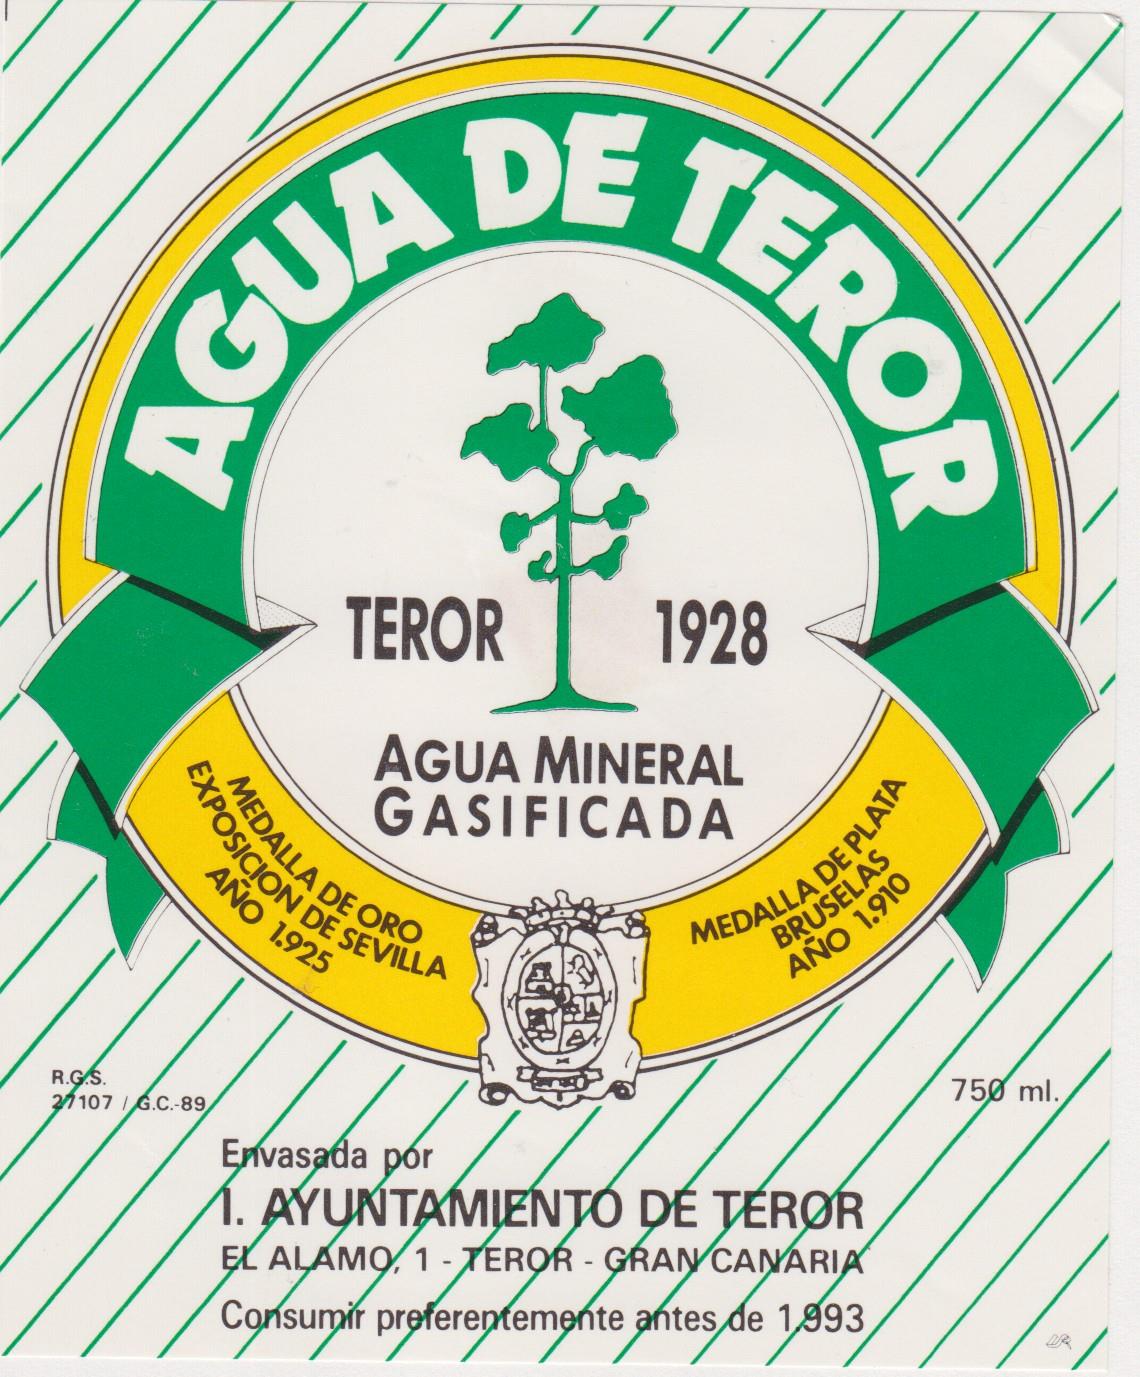 AGUA DE TEROR
TEROR 1928
AGUA MINERAL
GASIFICADA
MEDALLA DE ORO
EXPOSICION DE SEVILLA
AÑO 1.925
MEDALLA DE PLATA
BRUSELAS
AÑO 1.910
R.G.S.
27107 / G.C.-89
750 ml.
Envasada por
I. AYUNTAMIENTO DE TEROR
EL ALAMO, 1 - TEROR - GRAN CANARIA
Consumir preferentemente antes de 1.993